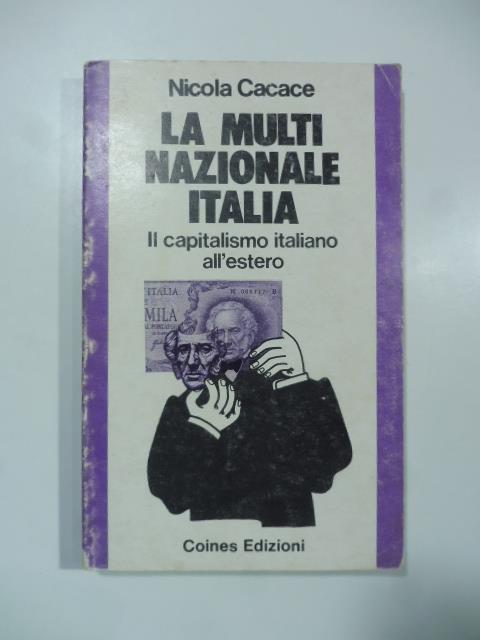 Nicola Cacace
LA MULTI
NAZIONALE
ITALIA
Il capitalismo italiano
all'estero
ITALIA
MILA
Coines Edizioni